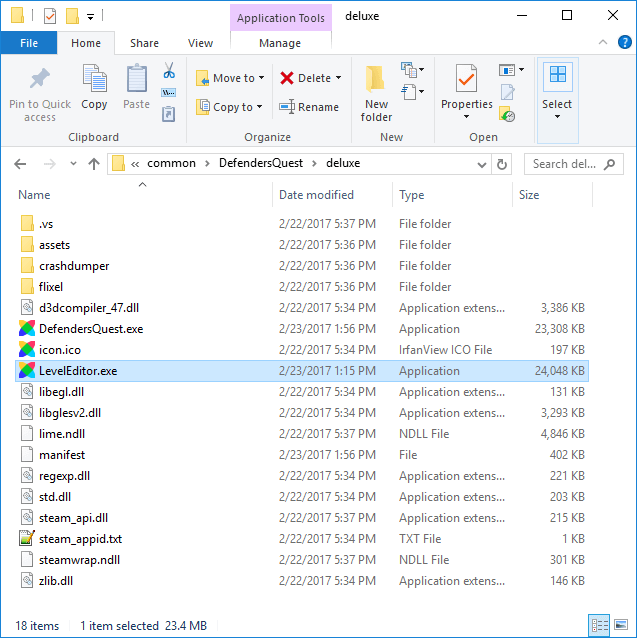 Application Tools deluxe
File Home Share View Manage
Pin to Quick access
Copy
Paste
Clipboard
Move to
Copy to
Delete
Rename
Organize
New folder
New
Properties
Open
Select
« common > DefendersQuest > deluxe
Search del...
Name Date modified Type Size
.vs 2/22/2017 5:37 PM File folder
assets 2/22/2017 5:36 PM File folder
crashdumper 2/22/2017 5:36 PM File folder
flixel 2/22/2017 5:36 PM File folder
d3dcompiler_47.dll 2/22/2017 5:34 PM Application extens... 3,386 KB
DefendersQuest.exe 2/23/2017 1:56 PM Application 23,308 KB
icon.ico 2/22/2017 5:34 PM IrfanView ICO File 197 KB
LevelEditor.exe 2/23/2017 1:15 PM Application 24,048 KB
libegl.dll 2/22/2017 5:34 PM Application extens... 131 KB
libglesv2.dll 2/22/2017 5:34 PM Application extens... 3,293 KB
lime.ndll 2/22/2017 5:37 PM NDLL File 4,846 KB
manifest 2/23/2017 1:56 PM File 402 KB
regexp.dll 2/22/2017 5:34 PM Application extens... 221 KB
std.dll 2/22/2017 5:34 PM Application extens... 203 KB
steam_api.dll 2/22/2017 5:37 PM Application extens... 215 KB
steam_appid.txt 2/22/2017 5:34 PM TXT File 1 KB
steamwrap.ndll 2/22/2017 5:37 PM NDLL File 301 KB
zlib.dll 2/22/2017 5:34 PM Application extens... 146 KB
18 items 1 item selected 23.4 MB